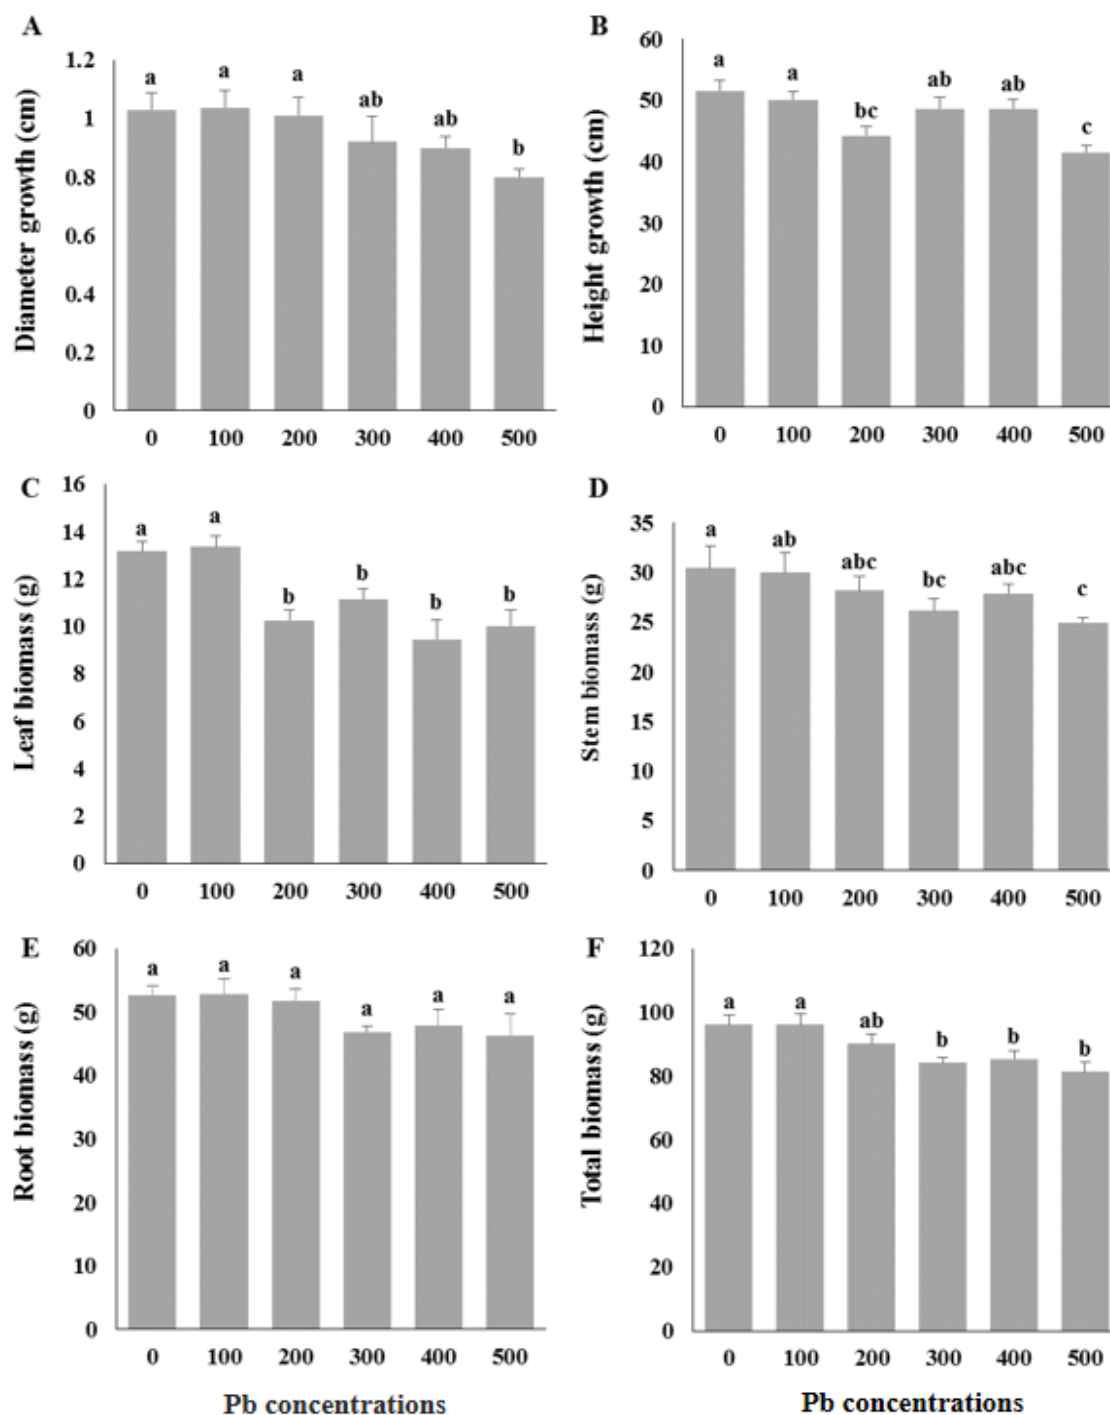 A
Diameter growth (cm)
1.2
1
0.8
0.6
0.4
0.2
0
a
a
a
ab
ab
b
0 100 200 300 400 500
B
Height growth (cm)
60
50
40
30
20
10
0
a
a
bc
ab
ab
c
0 100 200 300 400 500
C
Leaf biomass (g)
16
14
12
10
8
6
4
2
0
a
a
b
b
b
b
0 100 200 300 400 500
D
Stem biomass (g)
35
30
25
20
15
10
5
0
a
ab
abc
bc
abc
c
0 100 200 300 400 500
E
Root biomass (g)
60
50
40
30
20
10
0
a
a
a
a
a
a
0 100 200 300 400 500
Pb concentrations
F
Total biomass (g)
120
100
80
60
40
20
0
a
a
ab
b
b
b
0 100 200 300 400 500
Pb concentrations